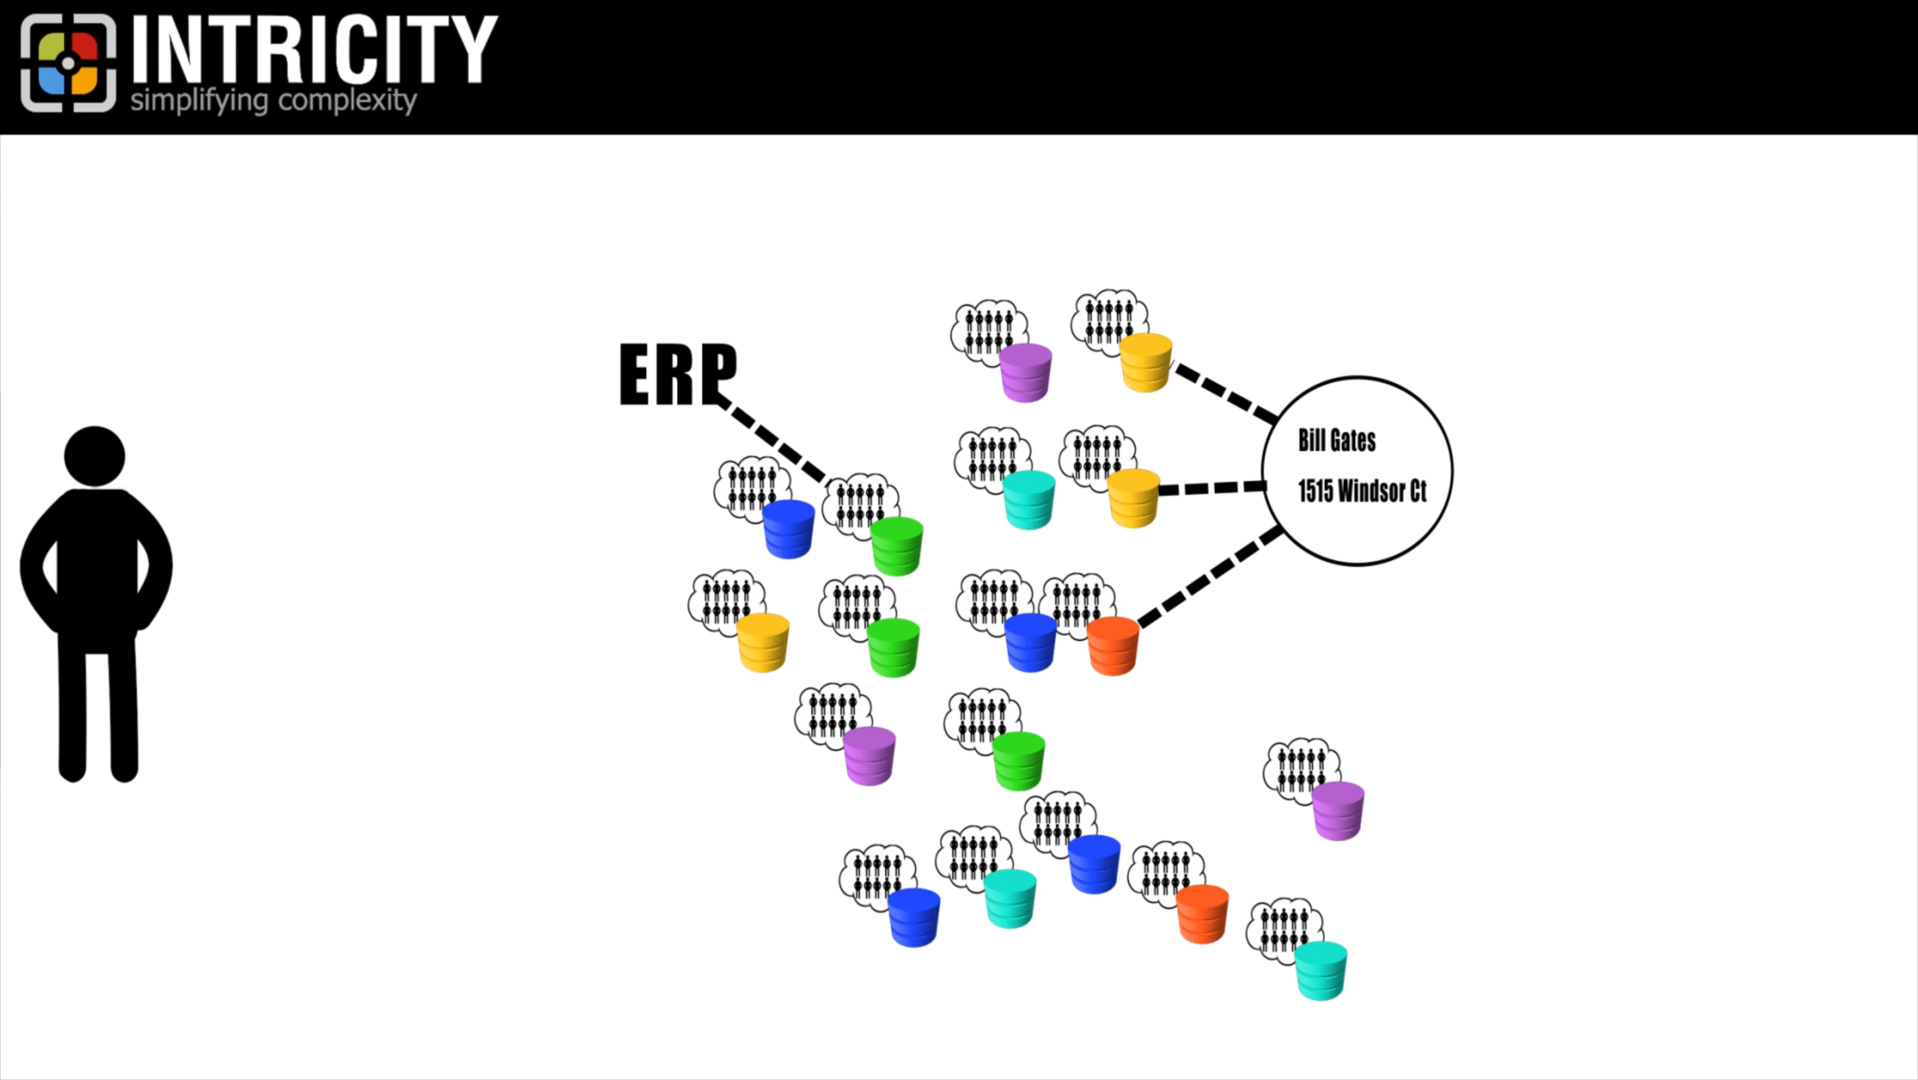 INTRICITY
simplifying complexity
ERP
Bill Gates
1515 Windsor Ct